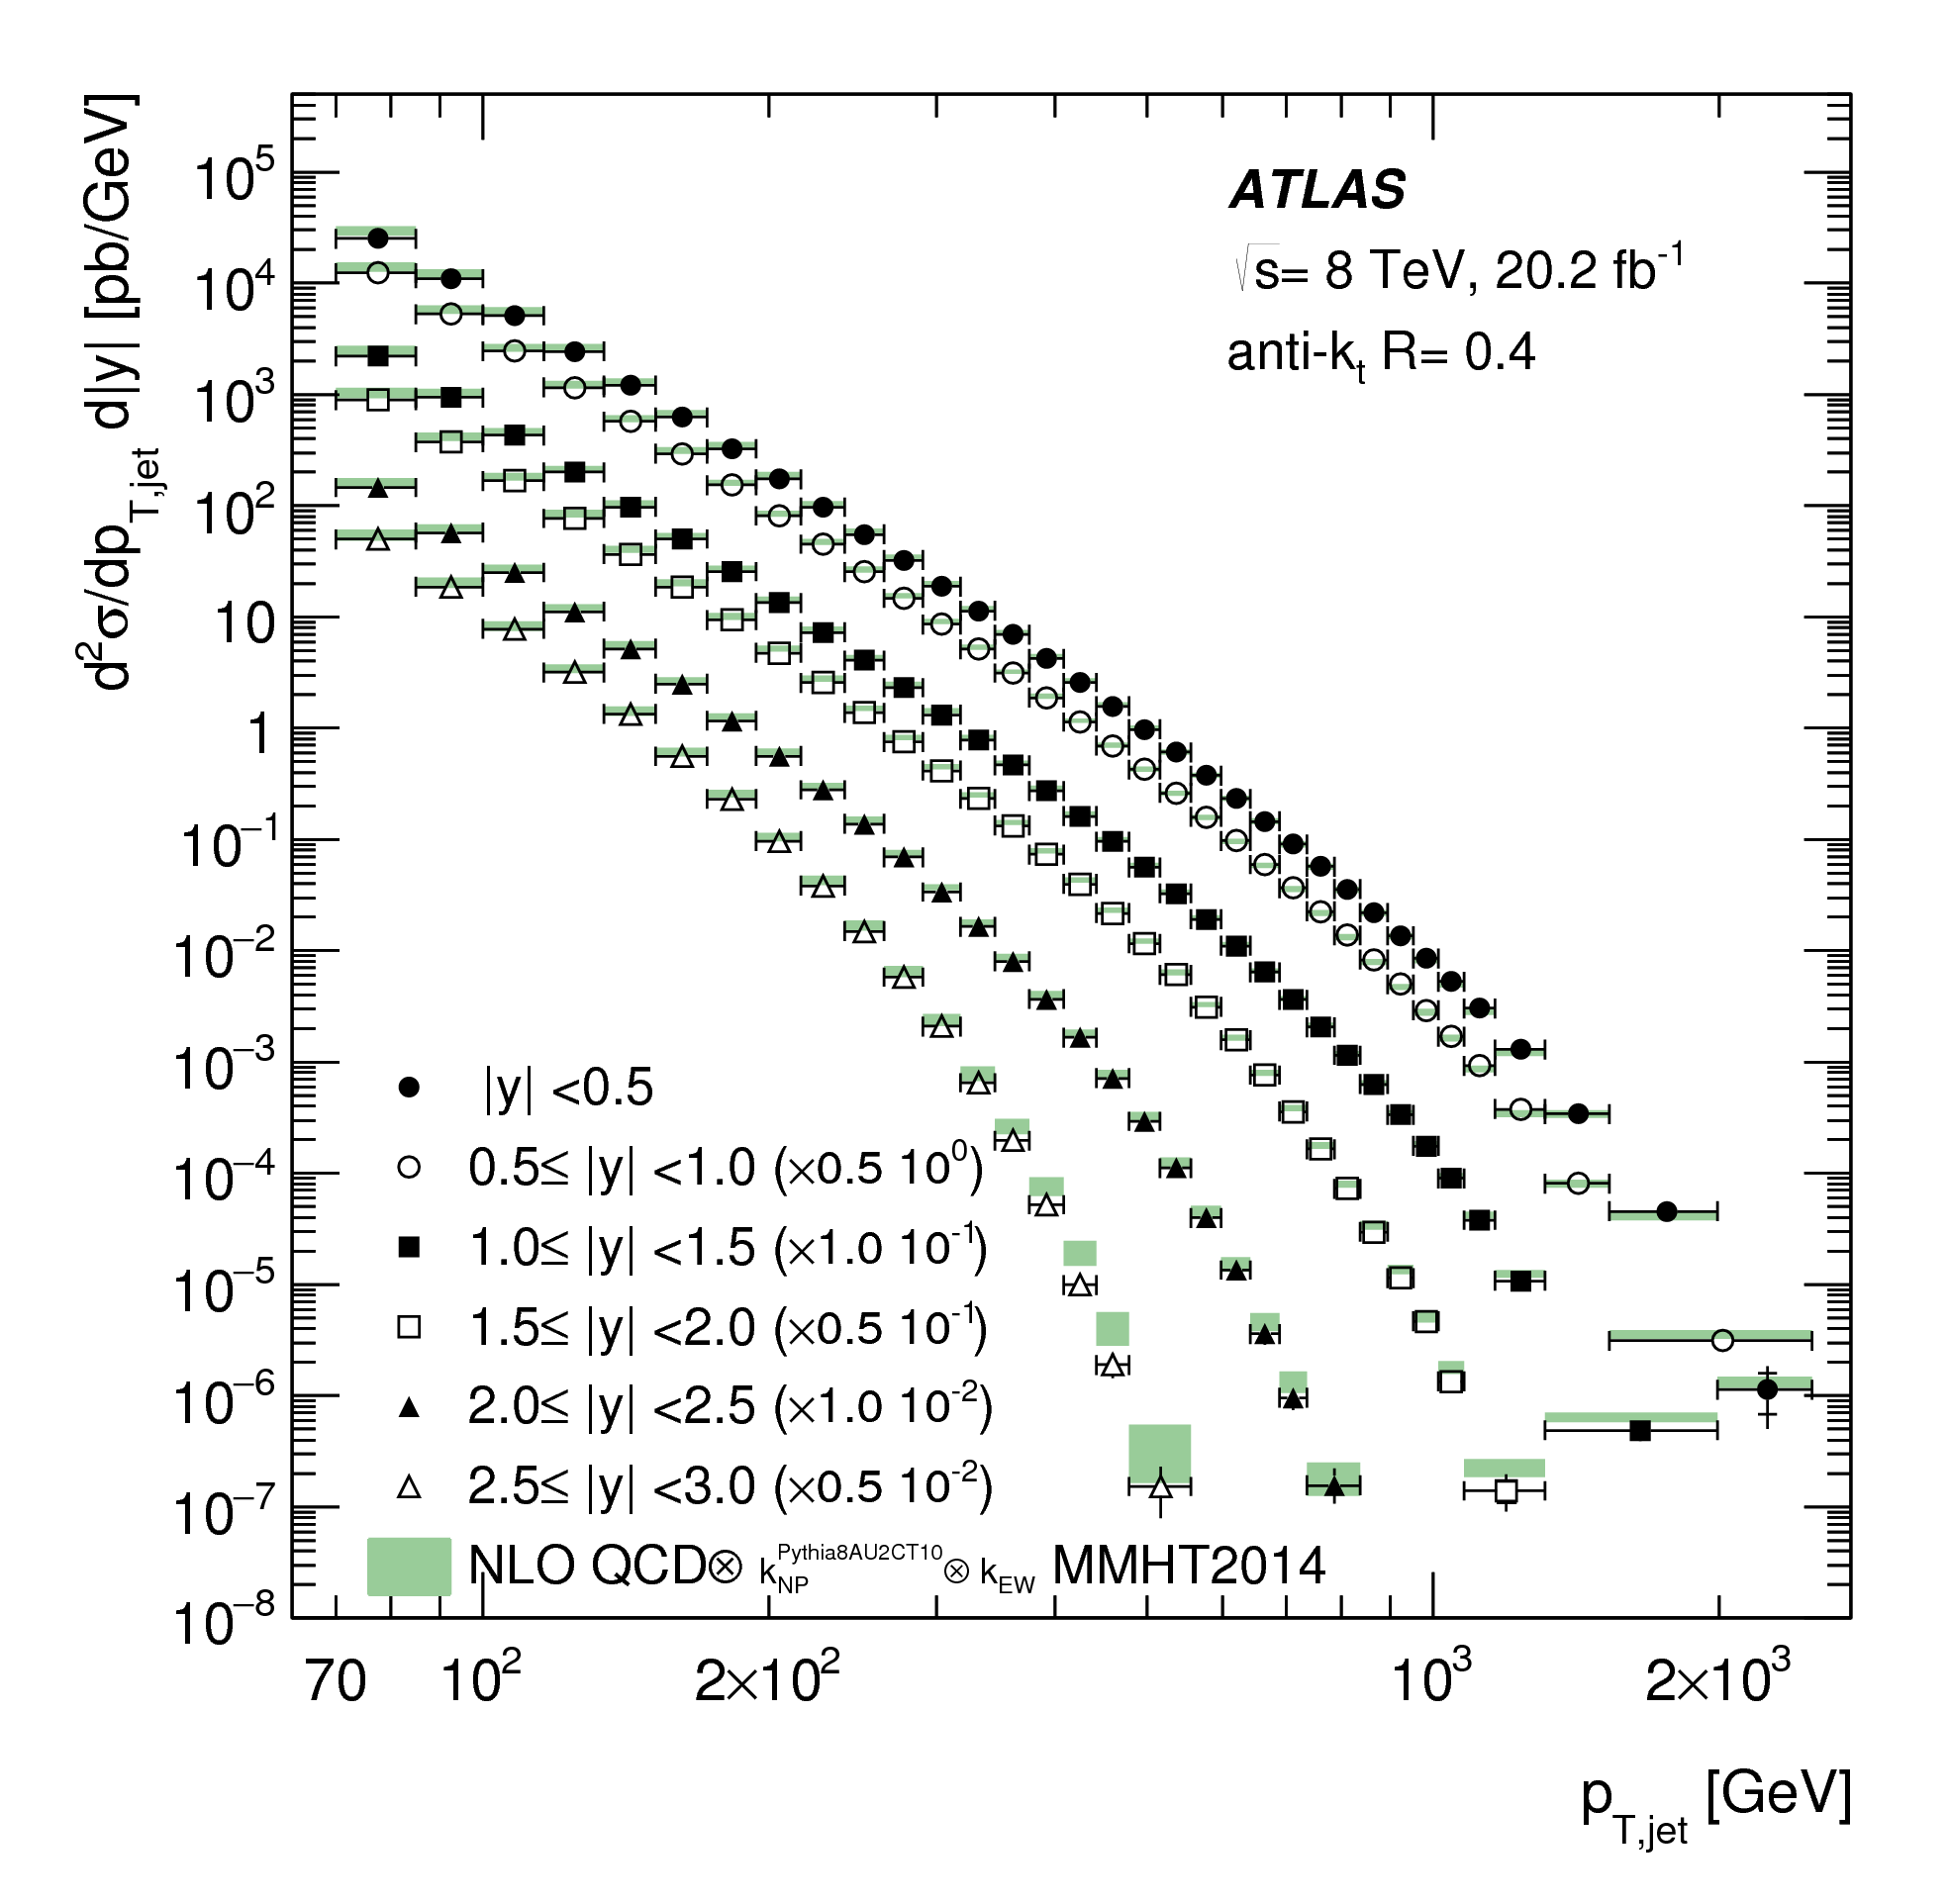 d²σ/dp_T,jet d|y| [pb/GeV]
10⁵
10⁴
10³
10²
10
1
10⁻¹
10⁻²
10⁻³
10⁻⁴
10⁻⁵
10⁻⁶
10⁻⁷
10⁻⁸
ATLAS
√s= 8 TeV, 20.2 fb⁻¹
anti-k_t R= 0.4
|y| <0.5
0.5≤ |y| <1.0 (×0.5 10⁰)
1.0≤ |y| <1.5 (×1.0 10⁻¹)
1.5≤ |y| <2.0 (×0.5 10⁻¹)
2.0≤ |y| <2.5 (×1.0 10⁻²)
2.5≤ |y| <3.0 (×0.5 10⁻²)
NLO QCD⊗ k_NP^Pythia8AU2CT10 ⊗ k_EW MMHT2014
70 10² 2×10² 10³ 2×10³
p_T,jet [GeV]